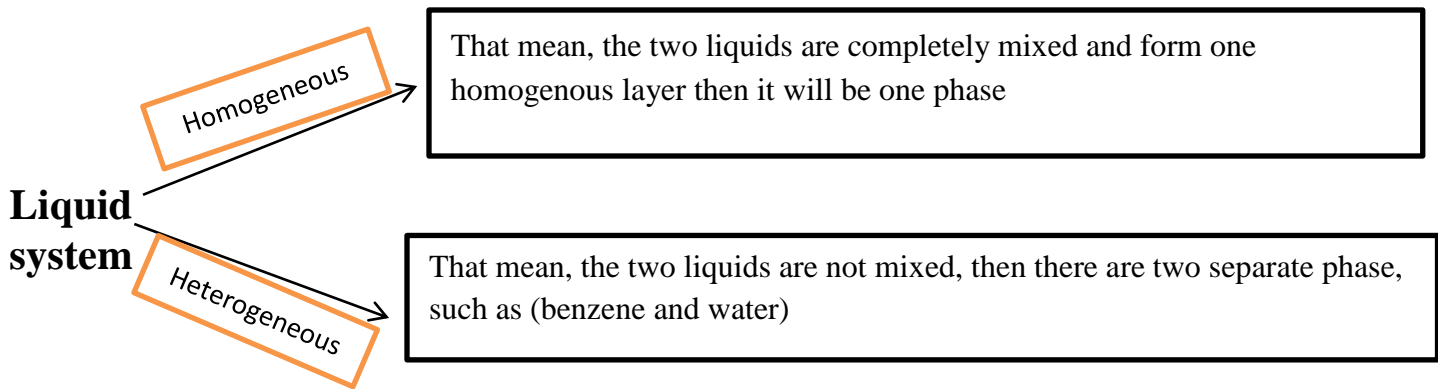 Liquid
system
Homogeneous
That mean, the two liquids are completely mixed and form one
homogenous layer then it will be one phase
Heterogeneous
That mean, the two liquids are not mixed, then there are two separate phase,
such as (benzene and water)